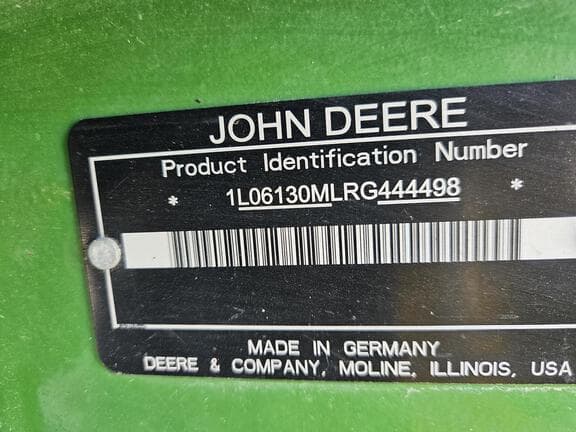 JOHN DEERE
Product Identification Number
* 1L06130MLRG444498 *
MADE IN GERMANY
DEERE & COMPANY, MOLINE, ILLINOIS, USA